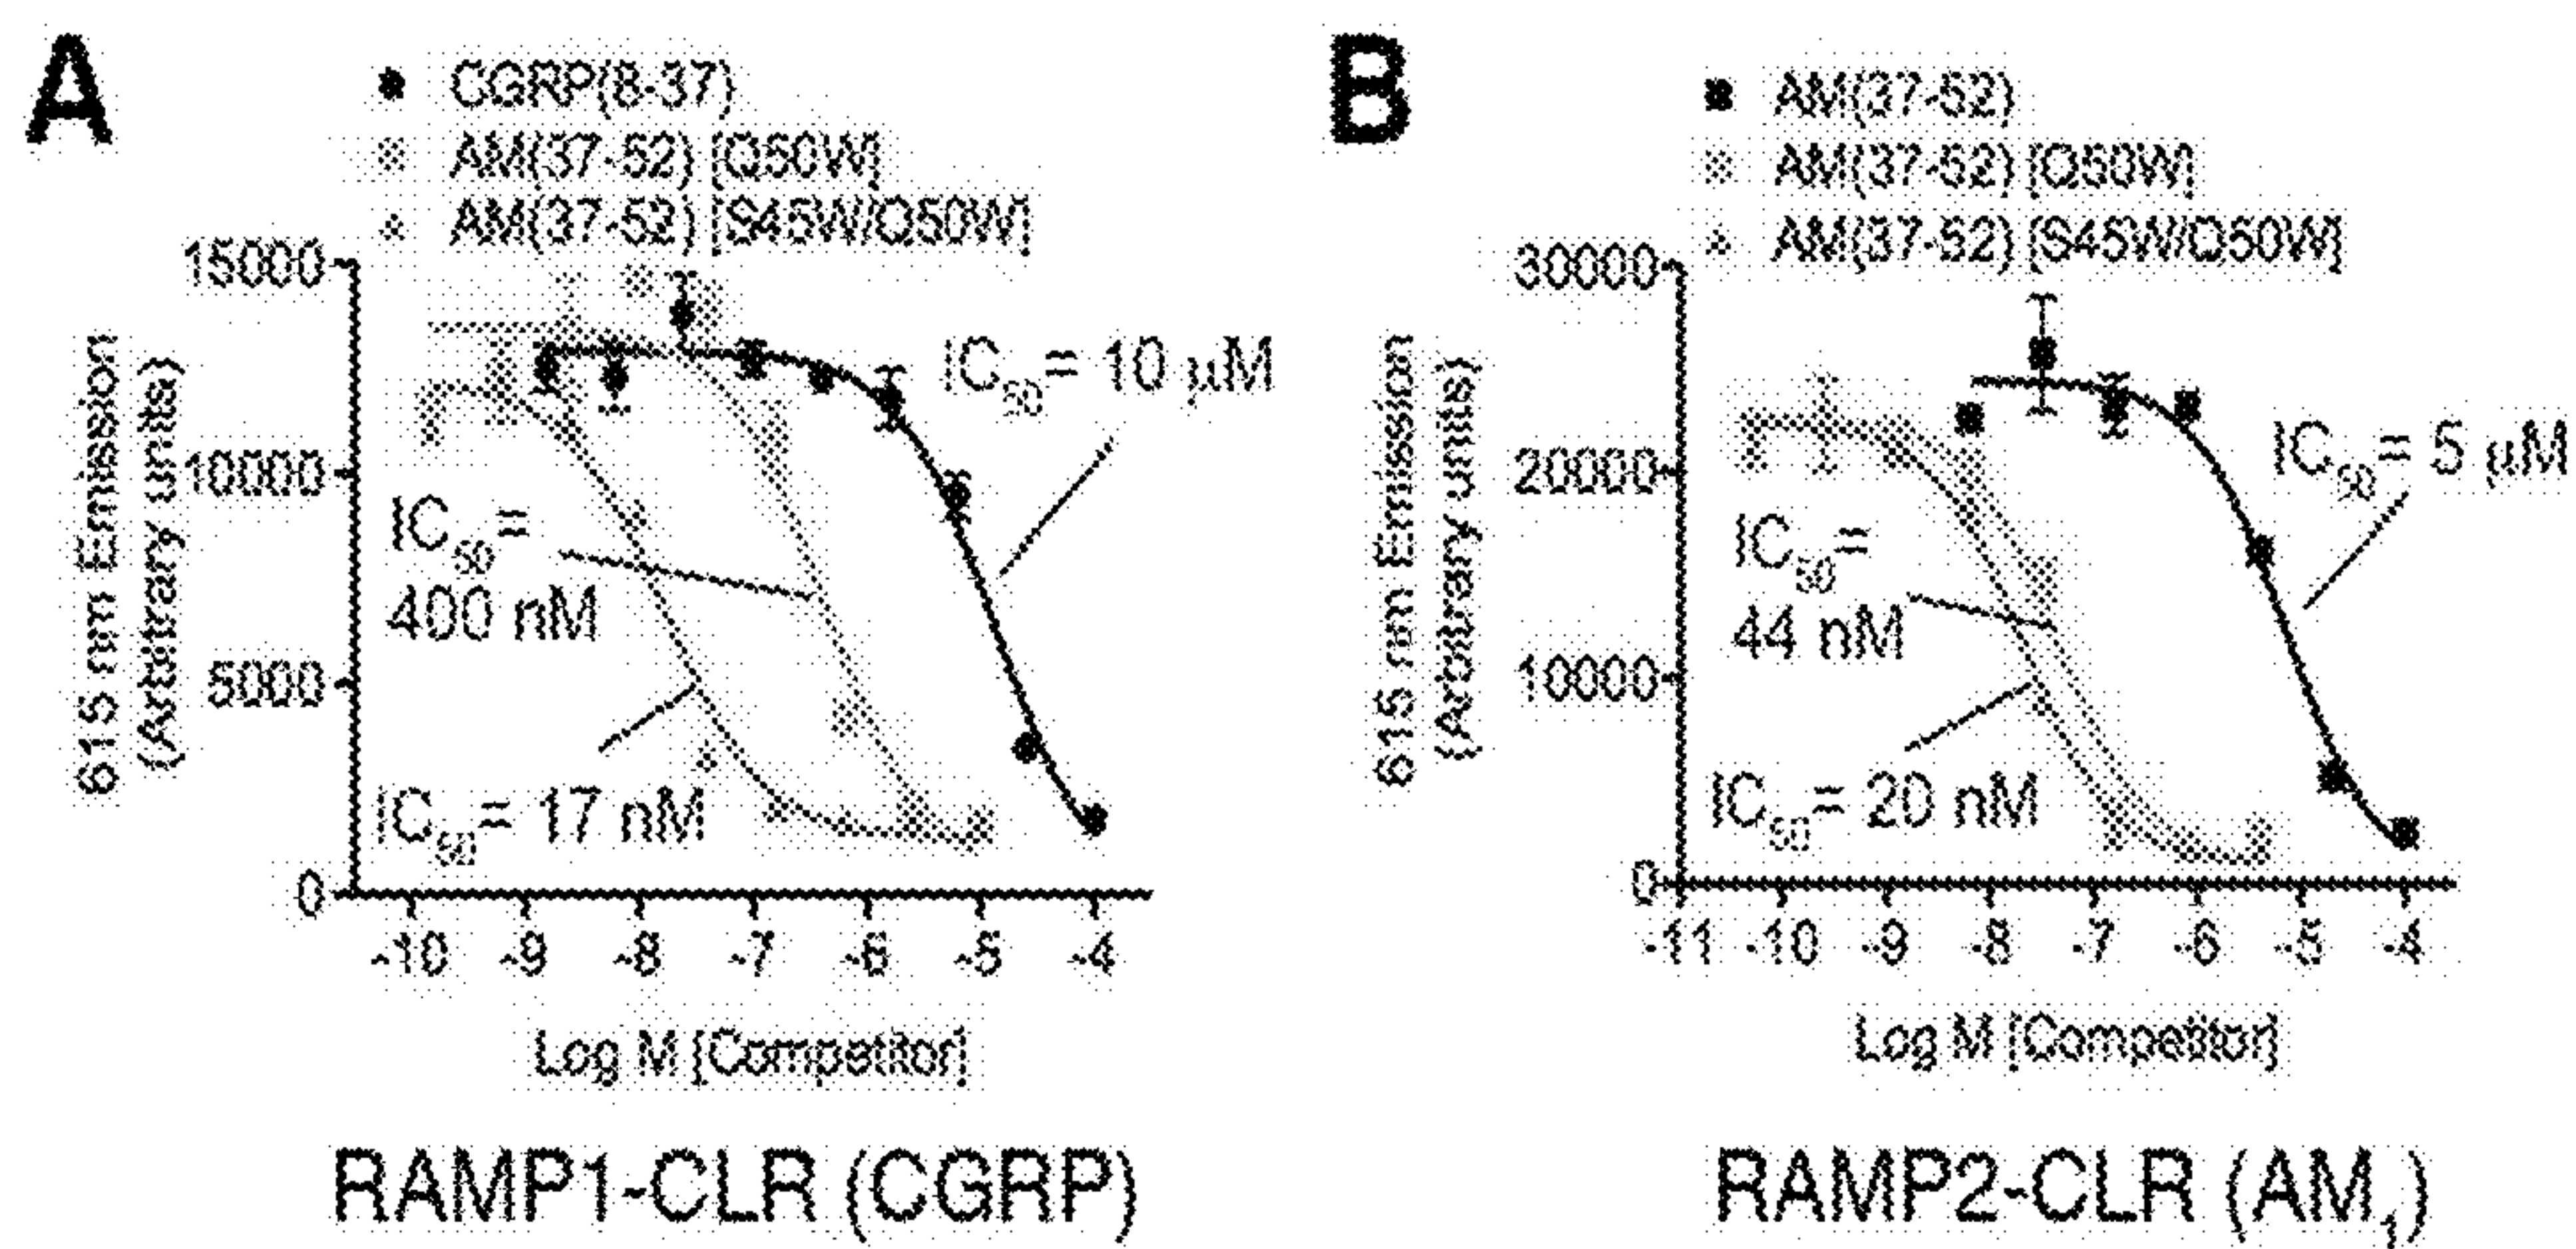 A
CGRP(8-37)
AM(37-52) [Q50W]
AM(37-52) [S45W/Q50W]
15000
10000
5000
0
615 nm Emission
(Arbitrary units)
IC50= 10 µM
IC50=
400 nM
IC50= 17 nM
-10 -9 -8 -7 -6 -5 -4
Log M [Competitor]
RAMP1-CLR (CGRP)
B
AM(37-52)
AM(37-52) [Q50W]
AM(37-52) [S45W/Q50W]
30000
20000
10000
0
615 nm Emission
(Arbitrary units)
IC50= 5 µM
IC50=
44 nM
IC50= 20 nM
-11 -10 -9 -8 -7 -6 -5 -4
Log M [Competitor]
RAMP2-CLR (AM1)